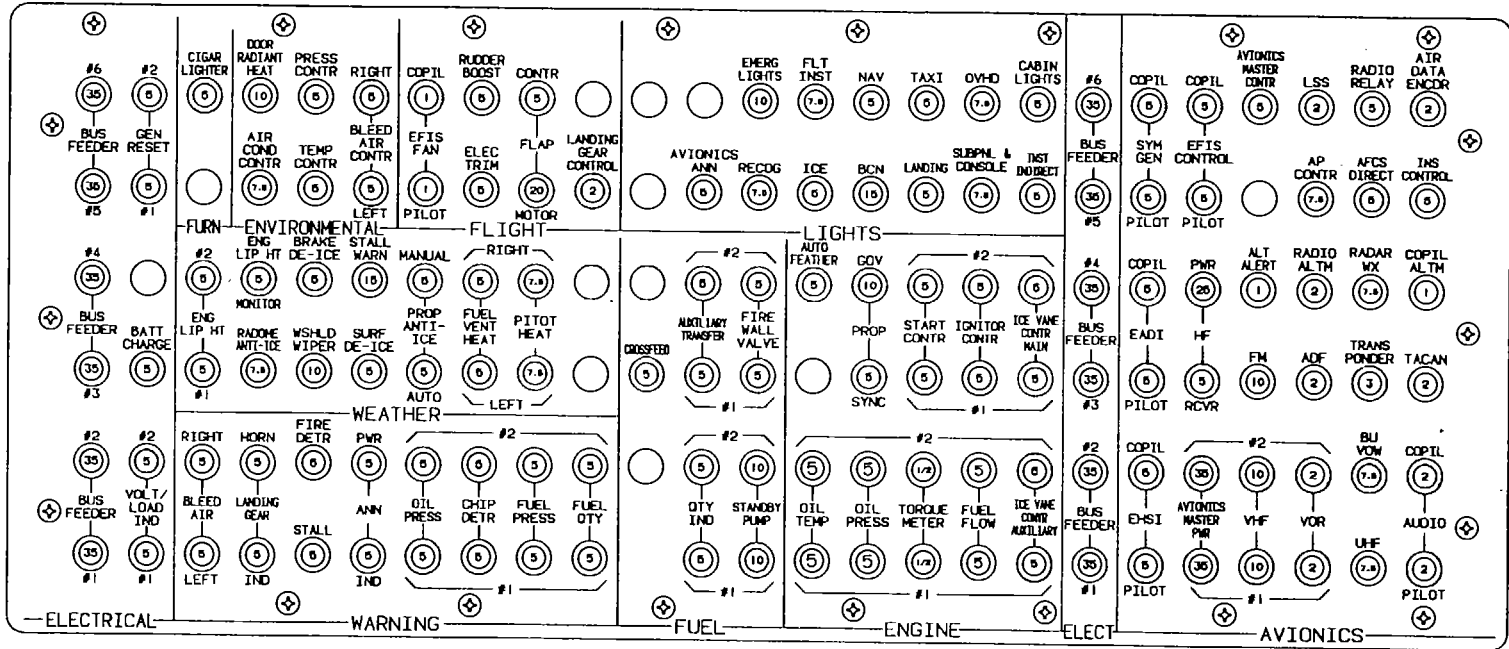 #6 #2 CIGAR LIGHTER DOOR RADIANT HEAT PRESS CONTR RIGHT COPIL RUDDER BOOST CONTR EMERG LIGHTS FLT INST NAV TAXI OVHD CABIN LIGHTS #6 COPIL COPIL AVIONICS MASTER CONTR LSS RADIO RELAY AIR DATA ENCDR
35 5 5 10 5 5 1 5 5 10 7.5 5 5 7.5 5 35 5 5 5 2 5 2
BUS FEEDER GEN RESET AIR COND CONTR TEMP CONTR BLEED AIR CONTR EFIS FAN ELEC TRIM FLAP LANDING GEAR CONTROL AVIONICS ANN RECOG ICE BCN LANDING SUBPNL & CONSOLE INST INDIRECT BUS FEEDER SYM GEN EFIS CONTROL AP CONTR AFCS DIRECT INS CONTROL
35 5 7.5 5 5 1 5 20 2 5 7.5 5 15 5 7.5 5 35 5 5 7.5 5 5
#5 #1 LEFT PILOT MOTOR #5 PILOT PILOT
FURN ENVIRONMENTAL FLIGHT LIGHTS
#4 #2 ENG LIP HT BRAKE DE-ICE STALL WARN MANUAL RIGHT #2 AUTO FEATHER GOV #2 #4 COPIL PWR ALT ALERT RADIO ALTM RADAR WX COPIL ALTM
35 5 5 5 15 5 5 7.5 5 5 5 10 5 5 5 35 5 25 1 2 7.5 1
MONITOR
BUS FEEDER BATT CHARGE ENG LIP HT RADOME ANTI-ICE WSHLD WIPER SURF DE-ICE PROP ANTI-ICE FUEL VENT HEAT PITOT HEAT CROSSFEED AUXILIARY TRANSFER FIRE WALL VALVE PROP START CONTR IGNITOR CONTR ICE VANE CONTR MAIN BUS FEEDER EADI HF FM ADF TRANS PONDER TACAN
35 5 5 7.5 10 5 5 5 7.5 5 5 5 5 5 5 5 35 5 5 10 2 3 2
#3 #1 AUTO LEFT #1 SYNC #1 #3 PILOT RCVR
WEATHER
#2 #2 RIGHT HORN FIRE DETR PWR #2 #2 #2 #2 COPIL #2 BU VOW COPIL
35 5 5 5 5 5 5 5 5 5 5 10 5 5 1/2 5 5 35 5 35 10 2 7.5 2
BUS FEEDER VOLT/ LOAD IND BLEED AIR LANDING GEAR STALL ANN OIL PRESS CHIP DETR FUEL PRESS FUEL QTY QTY IND STANDBY PUMP OIL TEMP OIL PRESS TORQUE METER FUEL FLOW ICE VANE CONTR AUXILIARY BUS FEEDER EHSI AVIONICS MASTER PWR VHF VOR UHF AUDIO
35 5 5 5 5 5 5 5 5 5 5 10 5 5 1/2 5 5 35 5 35 10 2 7.5 2
#1 #1 LEFT IND IND #1 #1 #1 #1 PILOT #1 PILOT
ELECTRICAL WARNING FUEL ENGINE ELECT AVIONICS